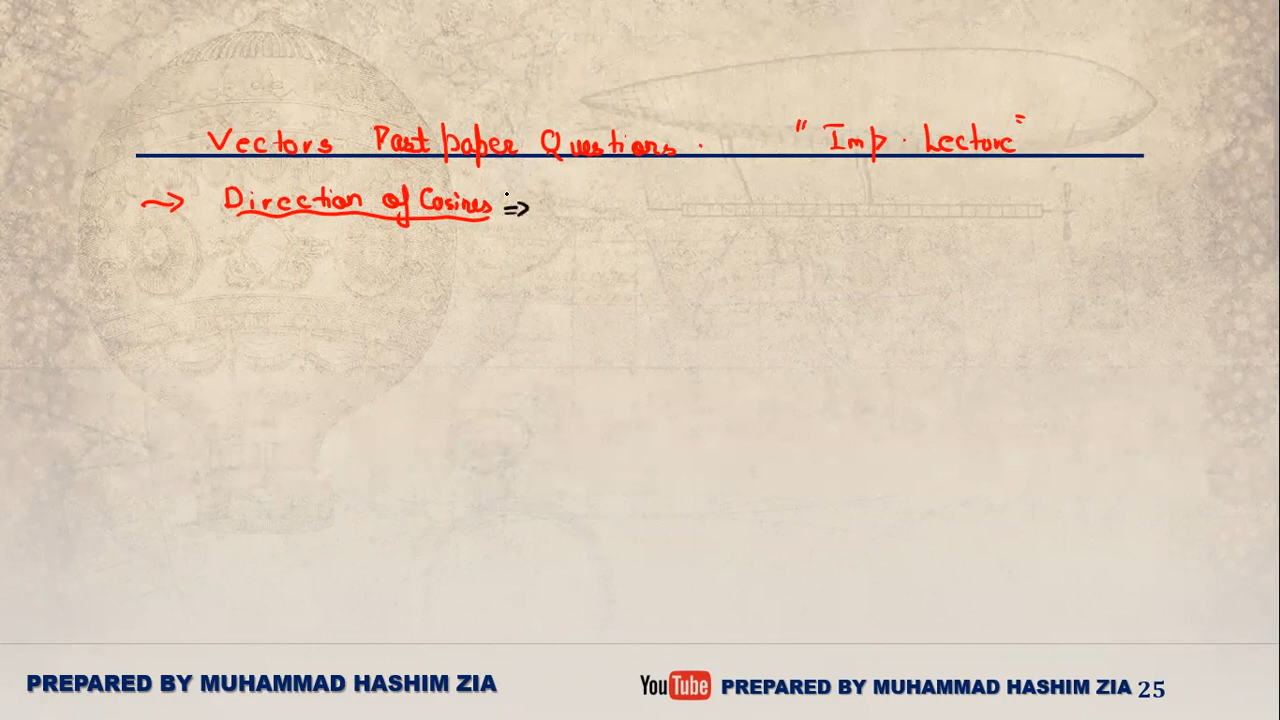 Vectors Past paper Questions. " Imp. Lecture "
→ Direction of Cosines ⇒
PREPARED BY MUHAMMAD HASHIM ZIA
YouTube PREPARED BY MUHAMMAD HASHIM ZIA 25